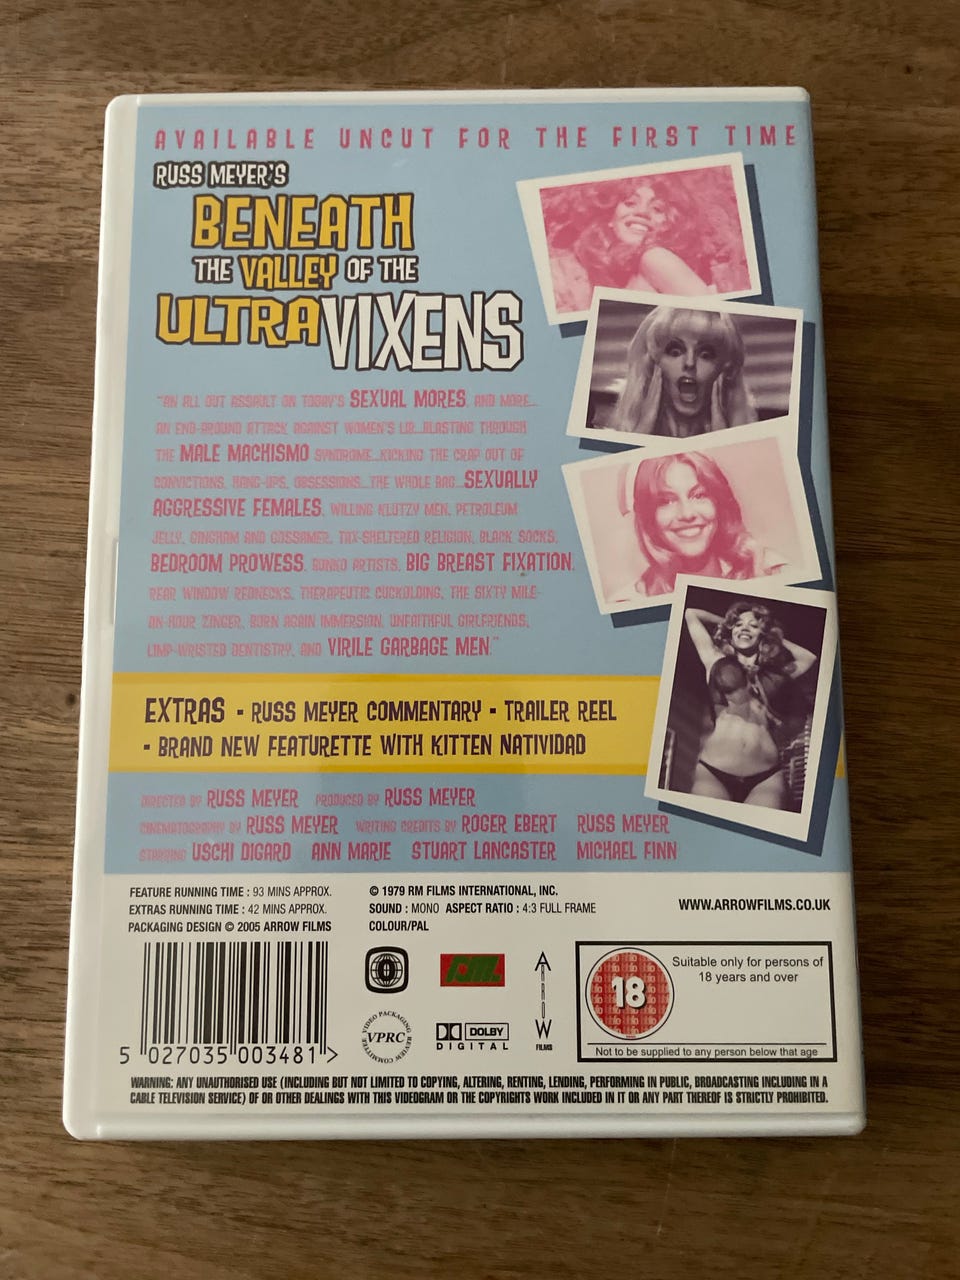 AVAILABLE UNCUT FOR THE FIRST TIME
RUSS MEYER'S
BENEATH
THE VALLEY OF THE
ULTRAVIXENS
"AN ALL OUT ASSAULT ON TODAY'S SEXUAL MORES, AND MORE...
AN END-AROUND ATTACK AGAINST WOMEN'S LIB...BLASTING THROUGH
THE MALE MACHISMO SYNDROME...KICKING THE CRAP OUT OF
CONVICTIONS, HANG-UPS, OBSESSIONS...THE WHOLE BAG...SEXUALLY
AGGRESSIVE FEMALES, WILLING KLUTZY MEN, PETROLEUM
JELLY, GINGHAM AND GOSSAMER, TAX-SHELTERED RELIGION, BLACK SOCKS,
BEDROOM PROWESS, BUNKO ARTISTS, BIG BREAST FIXATION,
REAR WINDOW REDNECKS, THERAPEUTIC CUCKOLDING, THE SIXTY MILE-
AN-HOUR ZINGER, BORN AGAIN IMMERSION, UNFAITHFUL GIRLFRIENDS,
LIMP-WRISTED DENTISTRY, AND VIRILE GARBAGE MEN."
EXTRAS - RUSS MEYER COMMENTARY - TRAILER REEL
- BRAND NEW FEATURETTE WITH KITTEN NATIVIDAD
DIRECTED BY RUSS MEYER PRODUCED BY RUSS MEYER
CINEMATOGRAPHY BY RUSS MEYER WRITING CREDITS BY ROGER EBERT RUSS MEYER
STARRING USCHI DIGARD ANN MARIE STUART LANCASTER MICHAEL FINN
FEATURE RUNNING TIME : 93 MINS APPROX.
EXTRAS RUNNING TIME : 42 MINS APPROX.
PACKAGING DESIGN © 2005 ARROW FILMS
© 1979 RM FILMS INTERNATIONAL, INC.
SOUND : MONO ASPECT RATIO : 4:3 FULL FRAME
COLOUR/PAL
WWW.ARROWFILMS.CO.UK
5 027035 003481 >
0
VIDEO PACKAGING REVIEW COMMITTEE
VPRC
RM.
DOLBY
DIGITAL
ARROW
FILMS
18
Suitable only for persons of
18 years and over
Not to be supplied to any person below that age
WARNING: ANY UNAUTHORISED USE (INCLUDING BUT NOT LIMITED TO COPYING, ALTERING, RENTING, LENDING, PERFORMING IN PUBLIC, BROADCASTING INCLUDING IN A
CABLE TELEVISION SERVICE) OF OR OTHER DEALINGS WITH THIS VIDEOGRAM OR THE COPYRIGHTS WORK INCLUDED IN IT OR ANY PART THEREOF IS STRICTLY PROHIBITED.